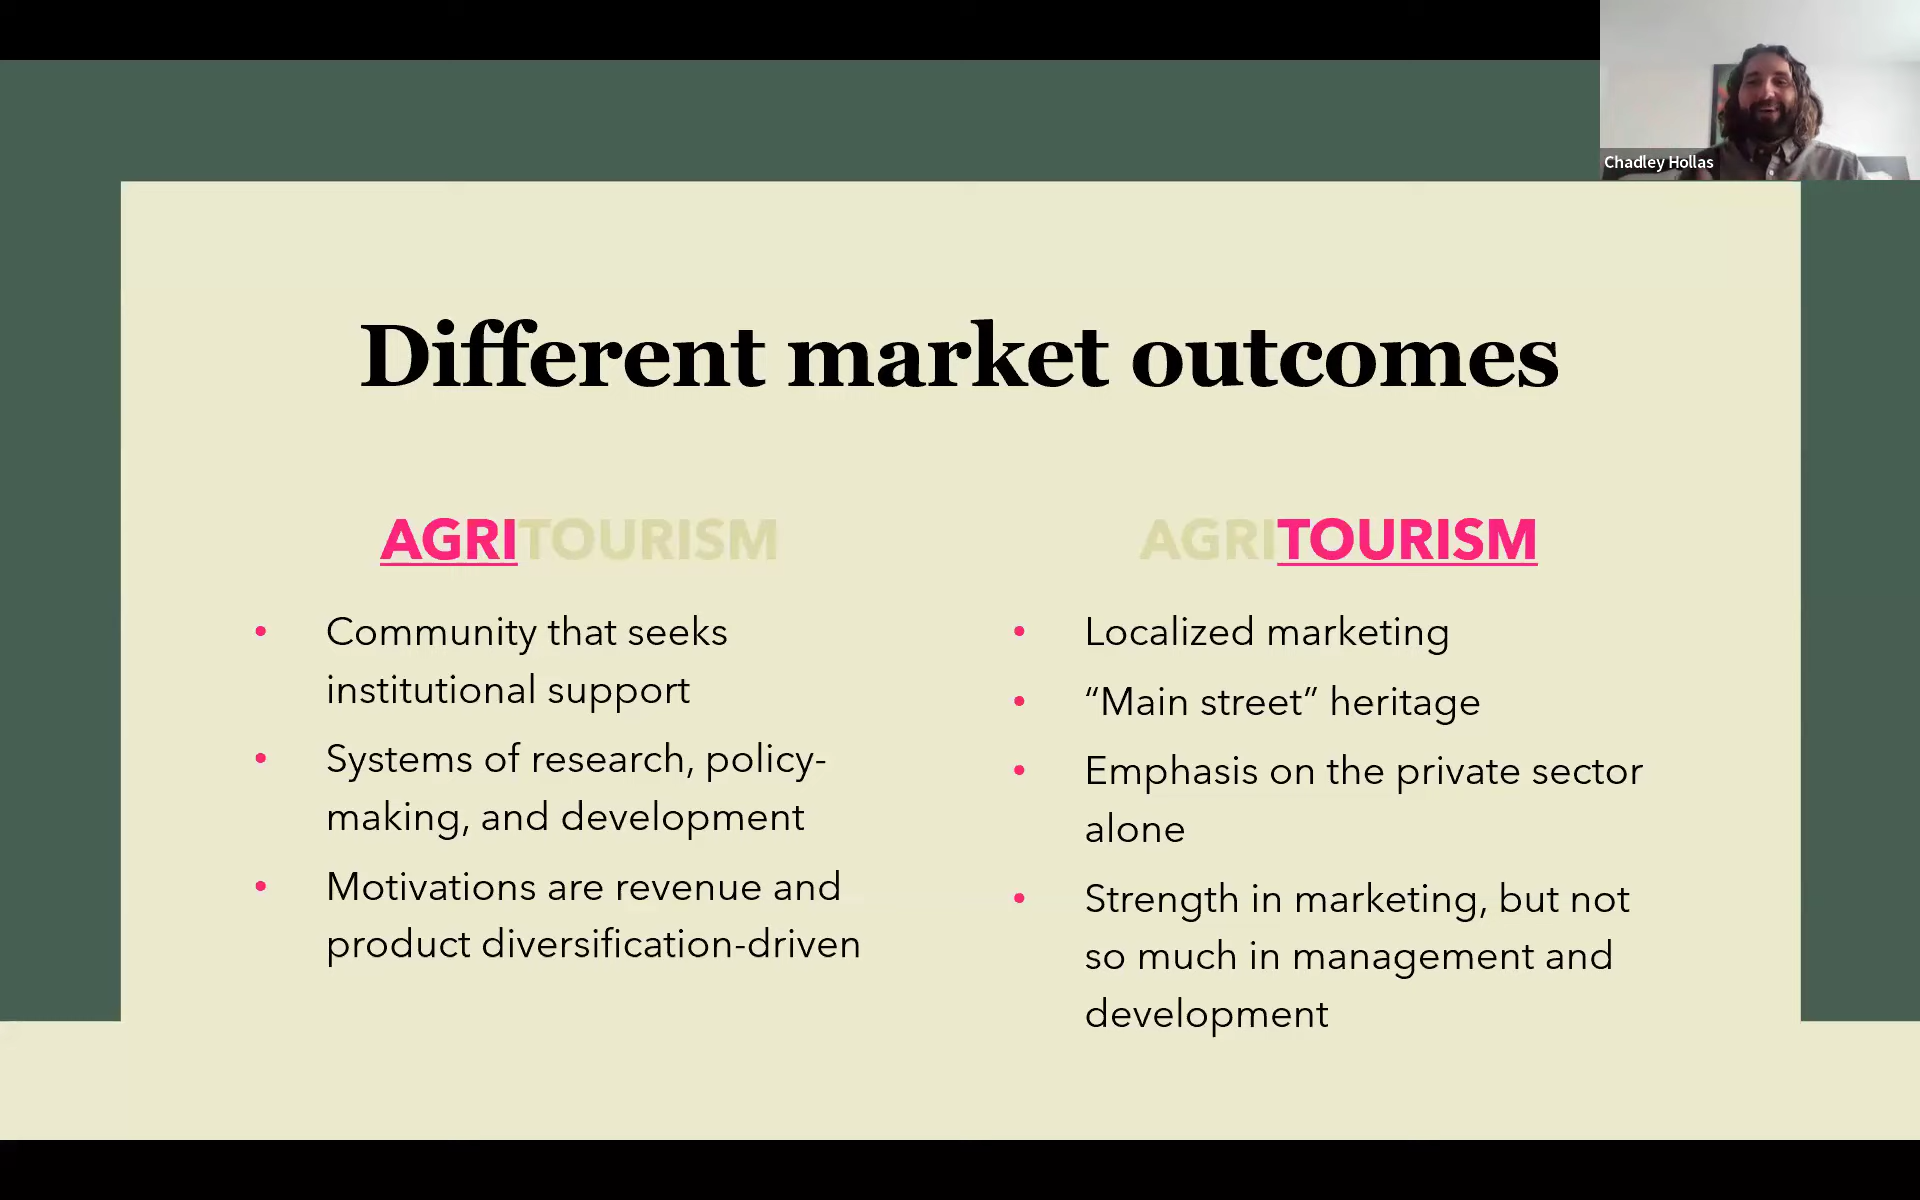 Chadley Hollas
Different market outcomes
AGRITOURISM
• Community that seeks
institutional support
• Systems of research, policy-
making, and development
• Motivations are revenue and
product diversification-driven
AGRITOURISM
• Localized marketing
• “Main street” heritage
• Emphasis on the private sector
alone
• Strength in marketing, but not
so much in management and
development